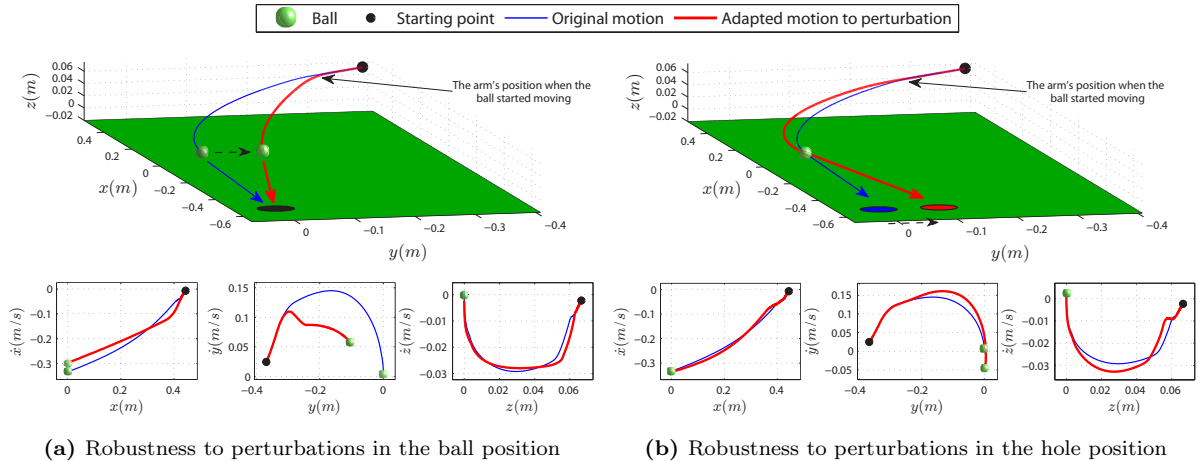 Ball Starting point Original motion Adapted motion to perturbation
0.06
0.04
0.02
0
−0.02
z(m)
0.4
0.2
0
−0.2
−0.4
−0.6
x(m)
0
−0.1
−0.2
−0.3
−0.4
y(m)
The arm's position when the
ball started moving
0.06
0.04
0.02
0
−0.02
z(m)
0.4
0.2
0
−0.2
−0.4
−0.6
x(m)
0
−0.1
−0.2
−0.3
−0.4
y(m)
The arm's position when the
ball started moving
0
−0.1
−0.2
−0.3
ẋ(m/s)
0 0.2 0.4
x(m)
0.15
0.1
0.05
0
ẏ(m/s)
−0.4 −0.2 0
y(m)
0
−0.01
−0.02
−0.03
ż(m/s)
0 0.02 0.04 0.06
z(m)
0
−0.1
−0.2
−0.3
ẋ(m/s)
0 0.2 0.4
x(m)
0.15
0.1
0.05
0
−0.05
ẏ(m/s)
−0.4 −0.2 0
y(m)
0
−0.01
−0.02
−0.03
ż(m/s)
0 0.02 0.04 0.06
z(m)
(a) Robustness to perturbations in the ball position
(b) Robustness to perturbations in the hole position